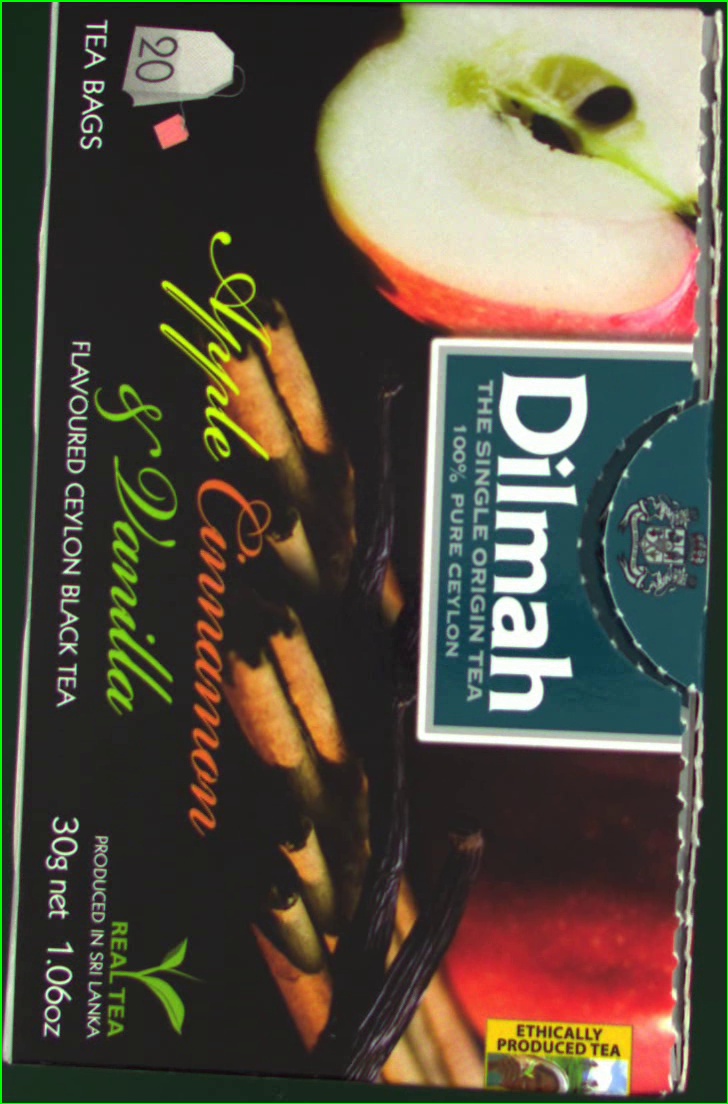 Dilmah
THE SINGLE ORIGIN TEA
100% PURE CEYLON
ETHICALLY
PRODUCED TEA
Apple Cinnamon
& Vanilla
20
TEA BAGS
FLAVOURED CEYLON BLACK TEA
REAL TEA
PRODUCED IN SRI LANKA
30g net 1.06oz